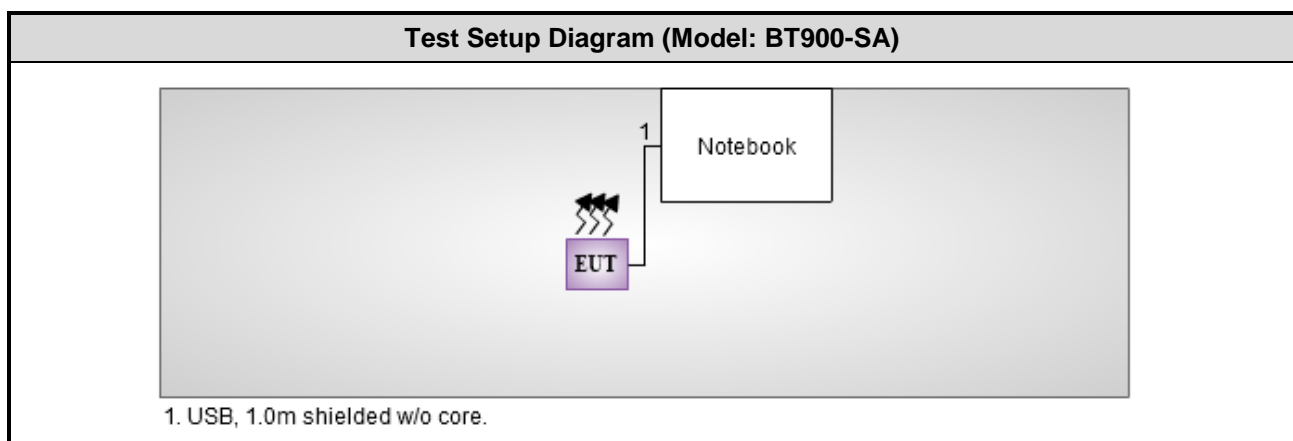 Test Setup Diagram (Model: BT900-SA)
1
Notebook
EUT
1. USB, 1.0m shielded w/o core.